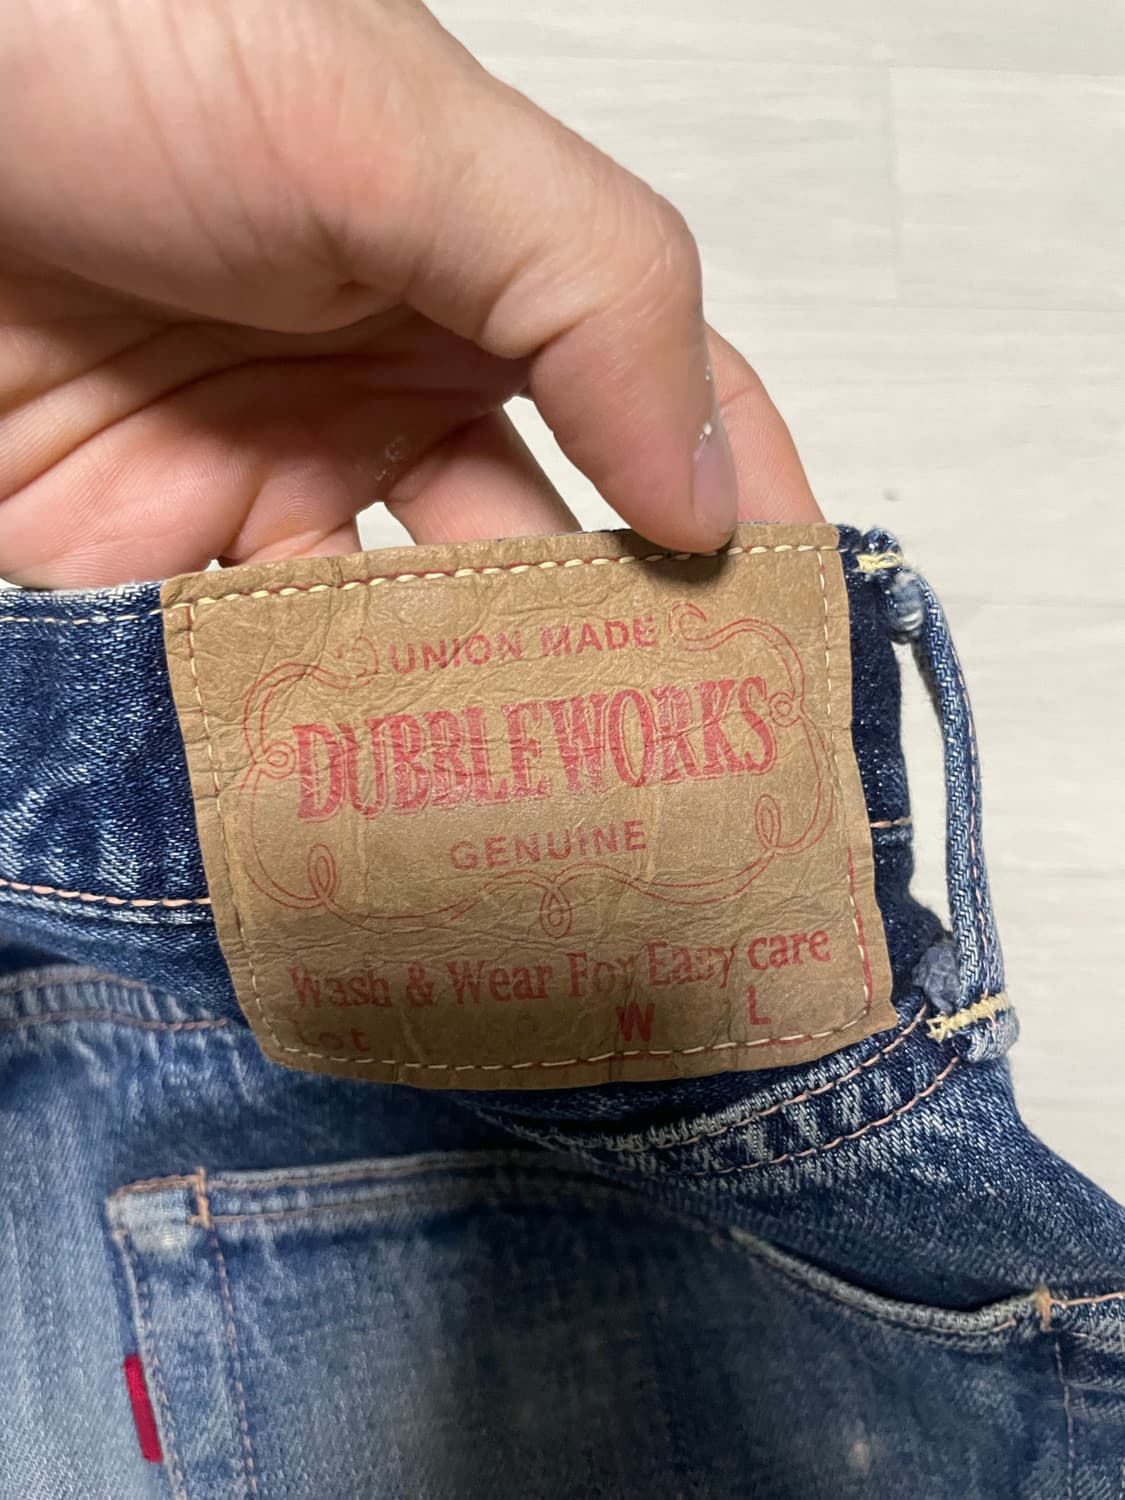 UNION MADE
DUBBLEWORKS
GENUINE
Wash & Wear For Easy care
Lot W L